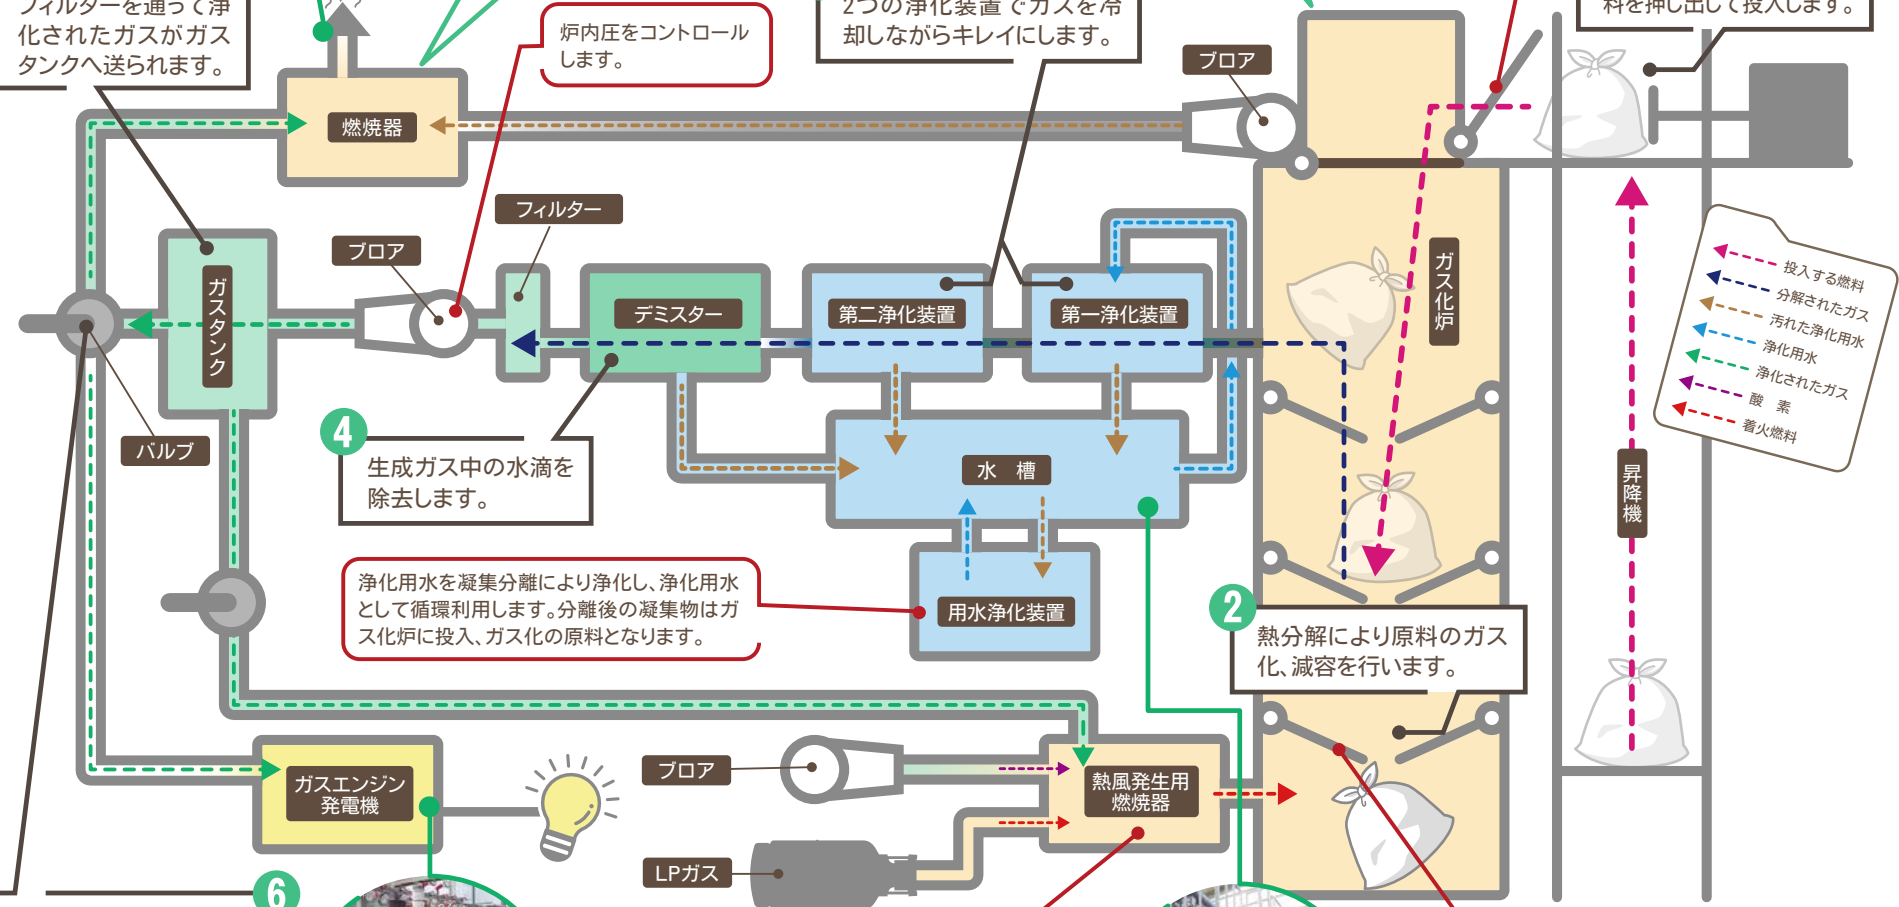 フィルターを通って浄
化されたガスがガス
タンクへ送られます。
炉内圧をコントロール
します。
2つの浄化装置でガスを冷
却しながらキレイにします。
料を押し出して投入します。
ブロア
燃焼器
フィルター
ブロア
ガスタンク
デミスター
第二浄化装置
第一浄化装置
ガス化炉
投入する燃料
分解されたガス
汚れた浄化用水
浄化用水
浄化されたガス
酸　素
着火燃料
バルブ
4
生成ガス中の水滴を
除去します。
水　槽
昇降機
浄化用水を凝集分離により浄化し、浄化用水
として循環利用します。分離後の凝集物はガ
ス化炉に投入、ガス化の原料となります。
用水浄化装置
2
熱分解により原料のガス
化、減容を行います。
ガスエンジン
発電機
ブロア
熱風発生用
燃焼器
LPガス
6